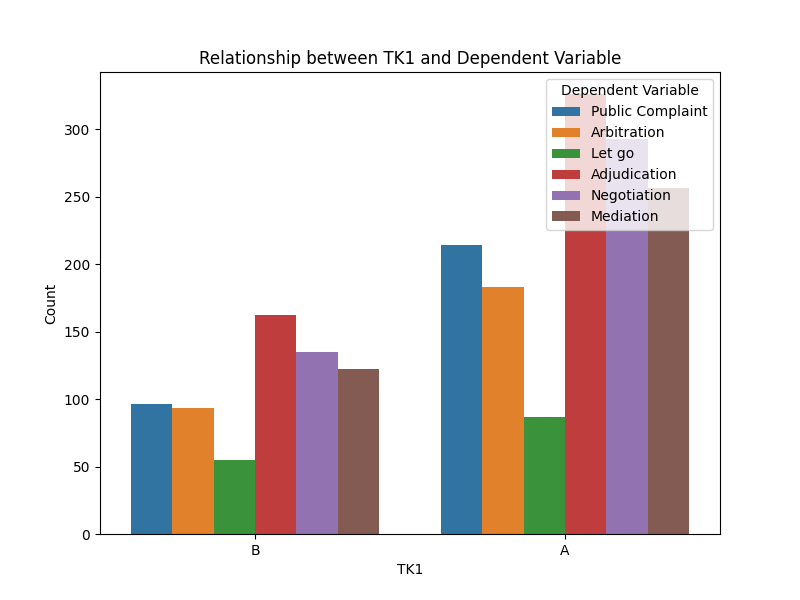 Relationship between TK1 and Dependent Variable
Dependent Variable
Public Complaint
Arbitration
Let go
Adjudication
Negotiation
Mediation
300
250
200
150
100
50
0
Count
B
A
TK1